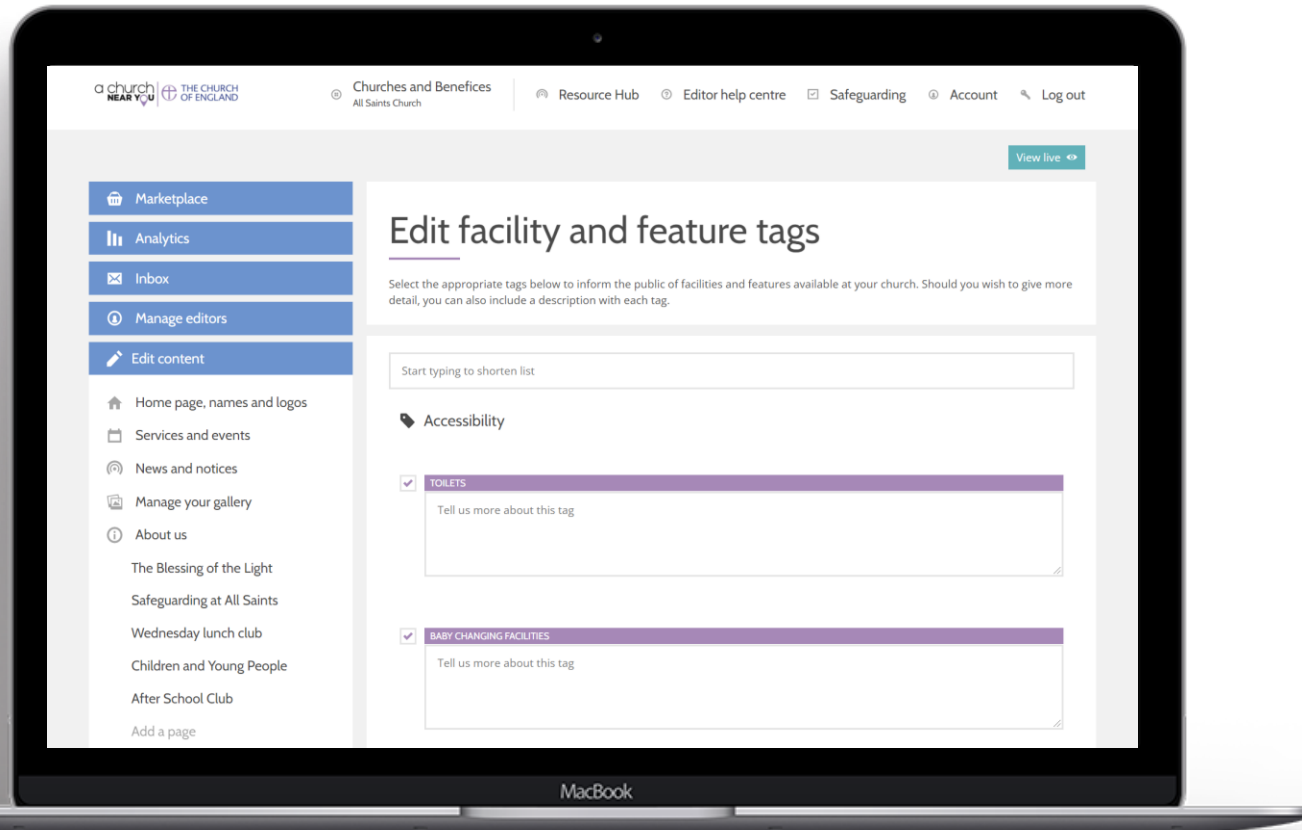 a church
NEAR YOU
THE CHURCH
OF ENGLAND
Churches and Benefices
All Saints Church
Resource Hub
Editor help centre
Safeguarding
Account
Log out
View live
Marketplace
Analytics
Inbox
Manage editors
Edit content
Home page, names and logos
Services and events
News and notices
Manage your gallery
About us
The Blessing of the Light
Safeguarding at All Saints
Wednesday lunch club
Children and Young People
After School Club
Add a page
Edit facility and feature tags
Select the appropriate tags below to inform the public of facilities and features available at your church. Should you wish to give more
detail, you can also include a description with each tag.
Start typing to shorten list
Accessibility
TOILETS
Tell us more about this tag
BABY CHANGING FACILITIES
Tell us more about this tag
MacBook